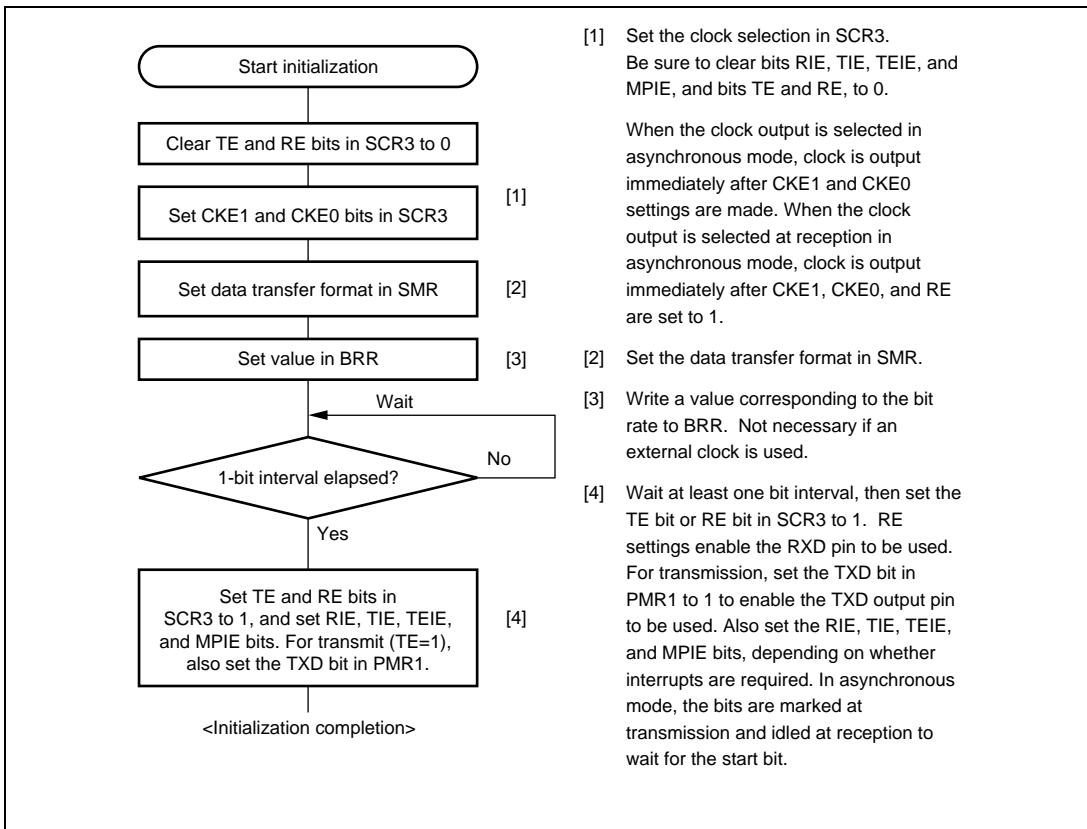 Start initialization
Clear TE and RE bits in SCR3 to 0
Set CKE1 and CKE0 bits in SCR3
[1]
Set data transfer format in SMR
[2]
Set value in BRR
[3]
Wait
1-bit interval elapsed?
No
Yes
Set TE and RE bits in
SCR3 to 1, and set RIE, TIE, TEIE,
and MPIE bits. For transmit (TE=1),
also set the TXD bit in PMR1.
[4]
<Initialization completion>
[1] Set the clock selection in SCR3.
Be sure to clear bits RIE, TIE, TEIE, and
MPIE, and bits TE and RE, to 0.
When the clock output is selected in
asynchronous mode, clock is output
immediately after CKE1 and CKE0
settings are made. When the clock
output is selected at reception in
asynchronous mode, clock is output
immediately after CKE1, CKE0, and RE
are set to 1.
[2] Set the data transfer format in SMR.
[3] Write a value corresponding to the bit
rate to BRR. Not necessary if an
external clock is used.
[4] Wait at least one bit interval, then set the
TE bit or RE bit in SCR3 to 1. RE
settings enable the RXD pin to be used.
For transmission, set the TXD bit in
PMR1 to 1 to enable the TXD output pin
to be used. Also set the RIE, TIE, TEIE,
and MPIE bits, depending on whether
interrupts are required. In asynchronous
mode, the bits are marked at
transmission and idled at reception to
wait for the start bit.